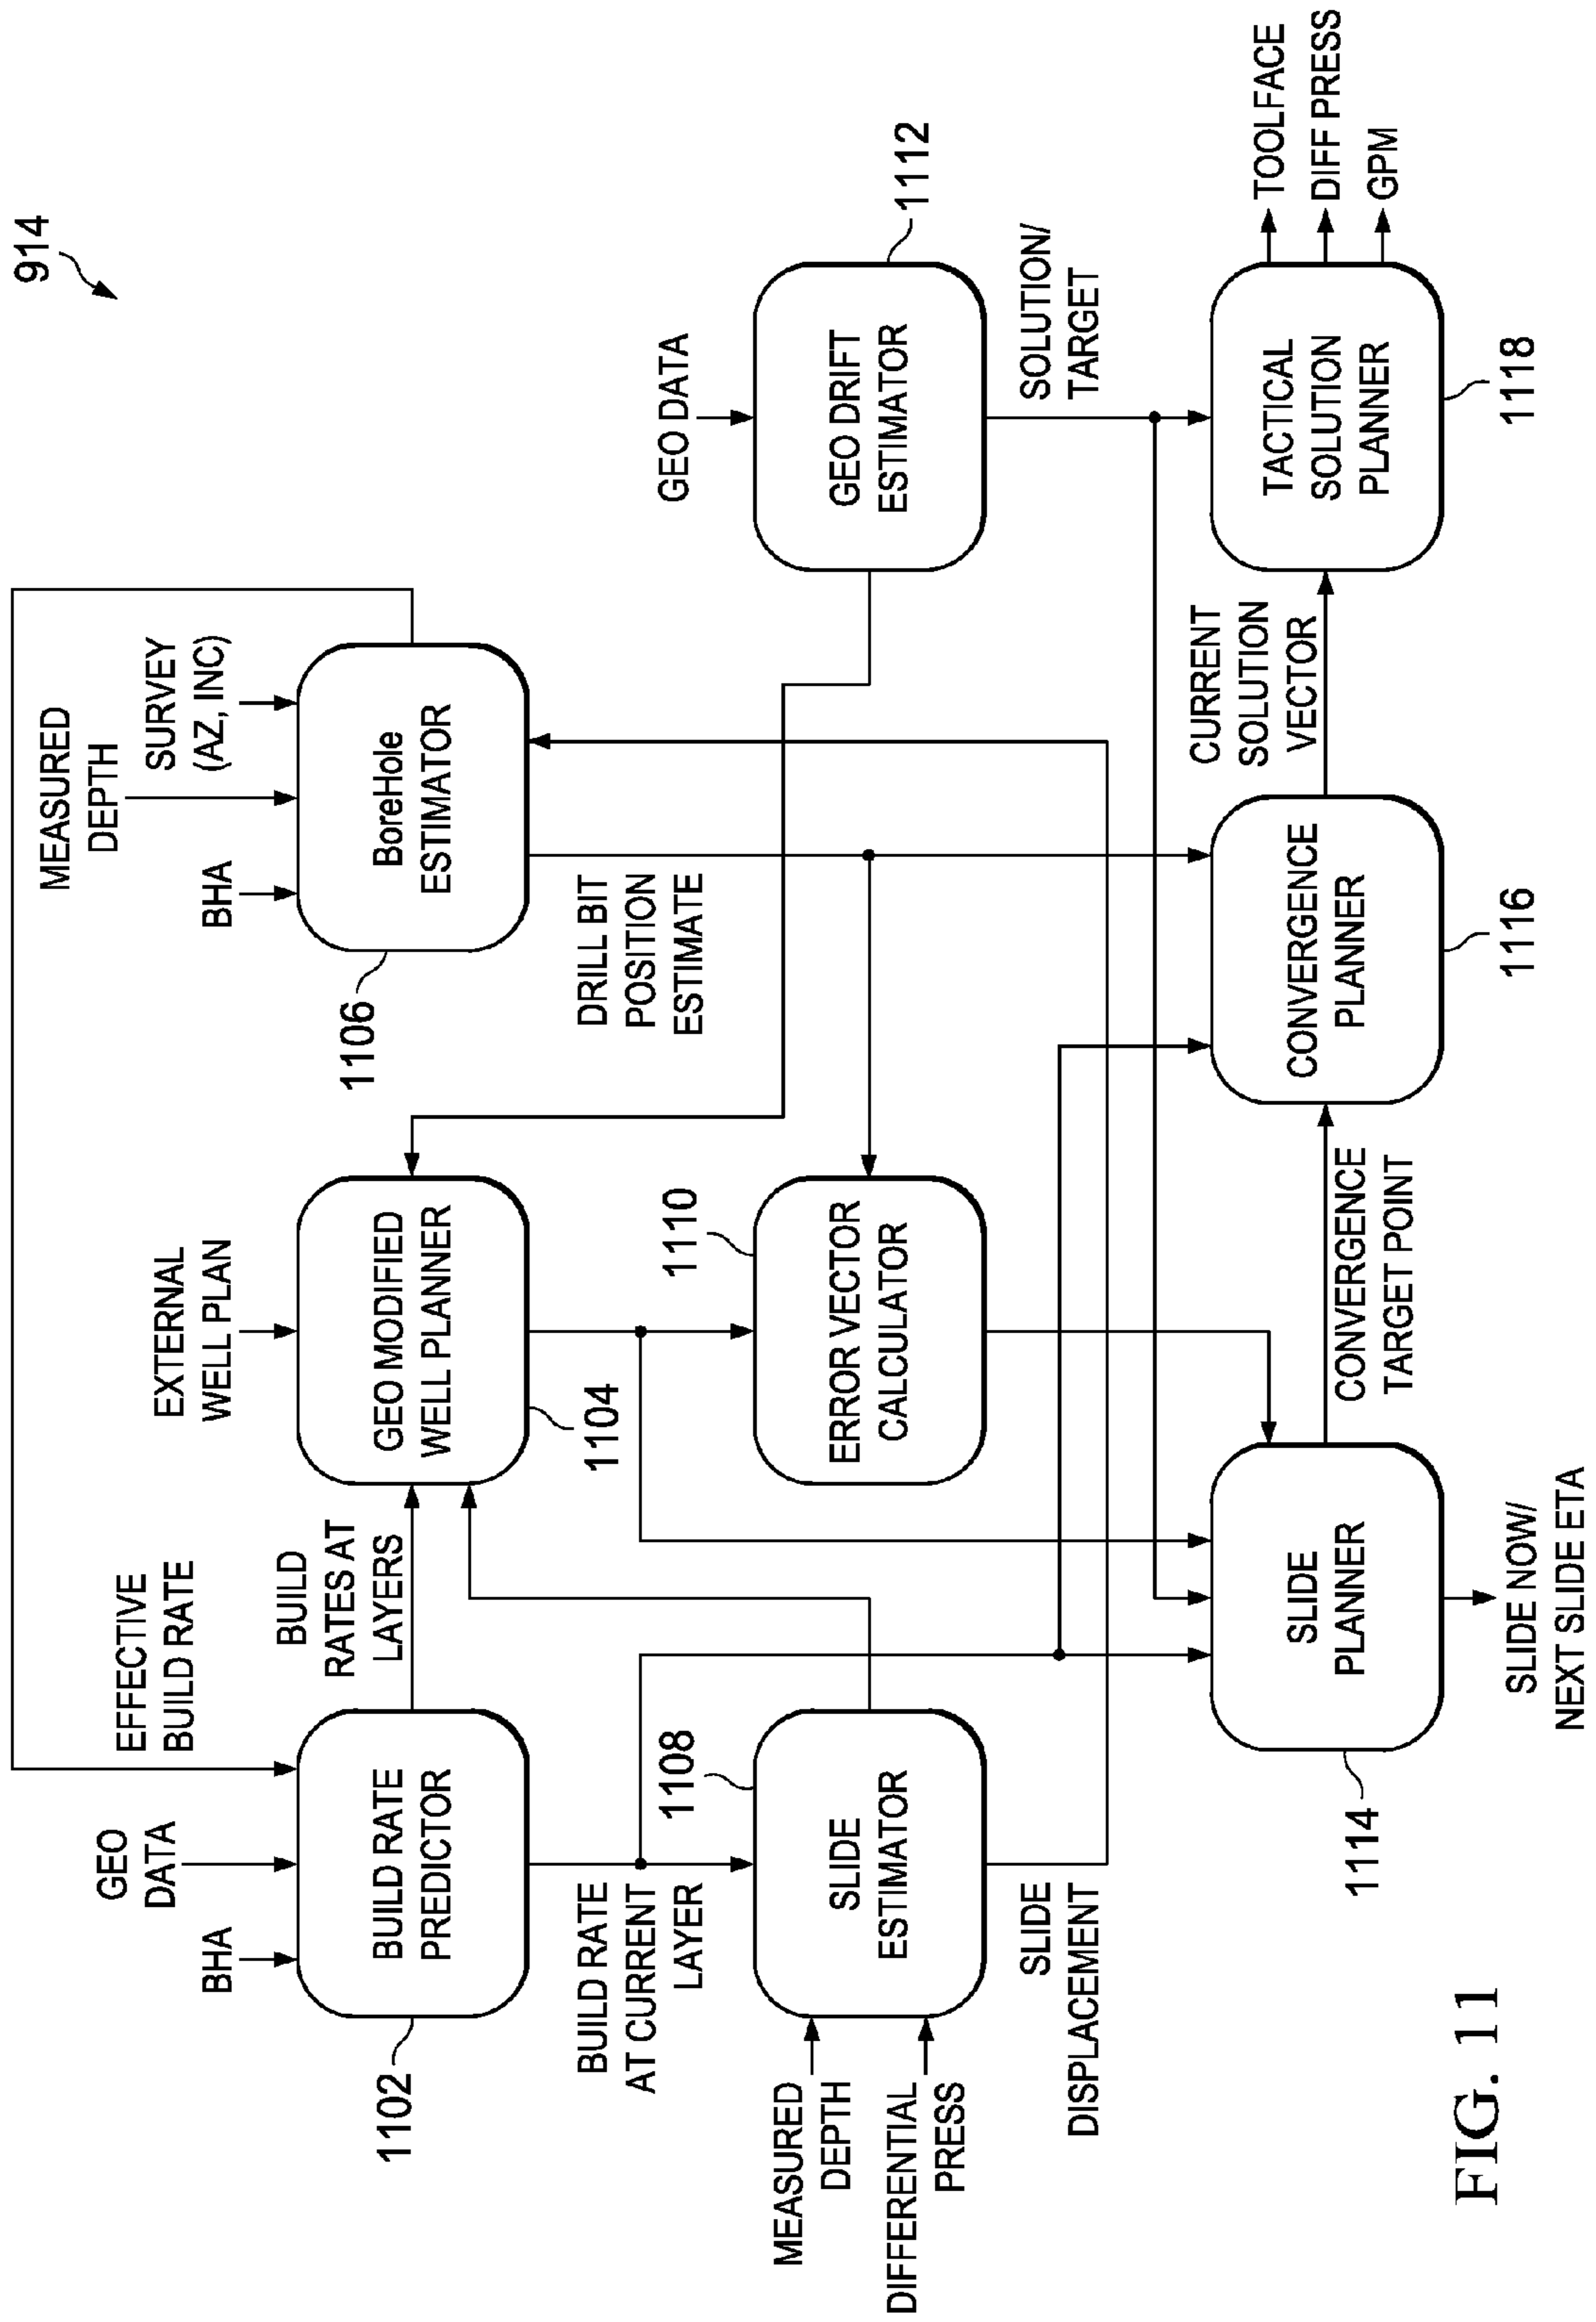 914
BHA
GEO
DATA
EFFECTIVE
BUILD RATE
EXTERNAL
WELL PLAN
BHA
MEASURED
DEPTH
SURVEY
(AZ, INC)
1102
BUILD RATE
PREDICTOR
BUILD
RATES AT
LAYERS
GEO MODIFIED
WELL PLANNER
1104
1106
BoreHole
ESTIMATOR
BUILD RATE
AT CURRENT
LAYER
1108
1110
DRILL BIT
POSITION
ESTIMATE
GEO DATA
MEASURED
DEPTH
DIFFERENTIAL
PRESS
SLIDE
ESTIMATOR
ERROR VECTOR
CALCULATOR
GEO DRIFT
ESTIMATOR
1112
SLIDE
DISPLACEMENT
SOLUTION/
TARGET
1114
SLIDE
PLANNER
CONVERGENCE
TARGET POINT
CONVERGENCE
PLANNER
1116
CURRENT
SOLUTION
VECTOR
TACTICAL
SOLUTION
PLANNER
1118
TOOLFACE
DIFF PRESS
GPM
SLIDE NOW/
NEXT SLIDE ETA
FIG. 11